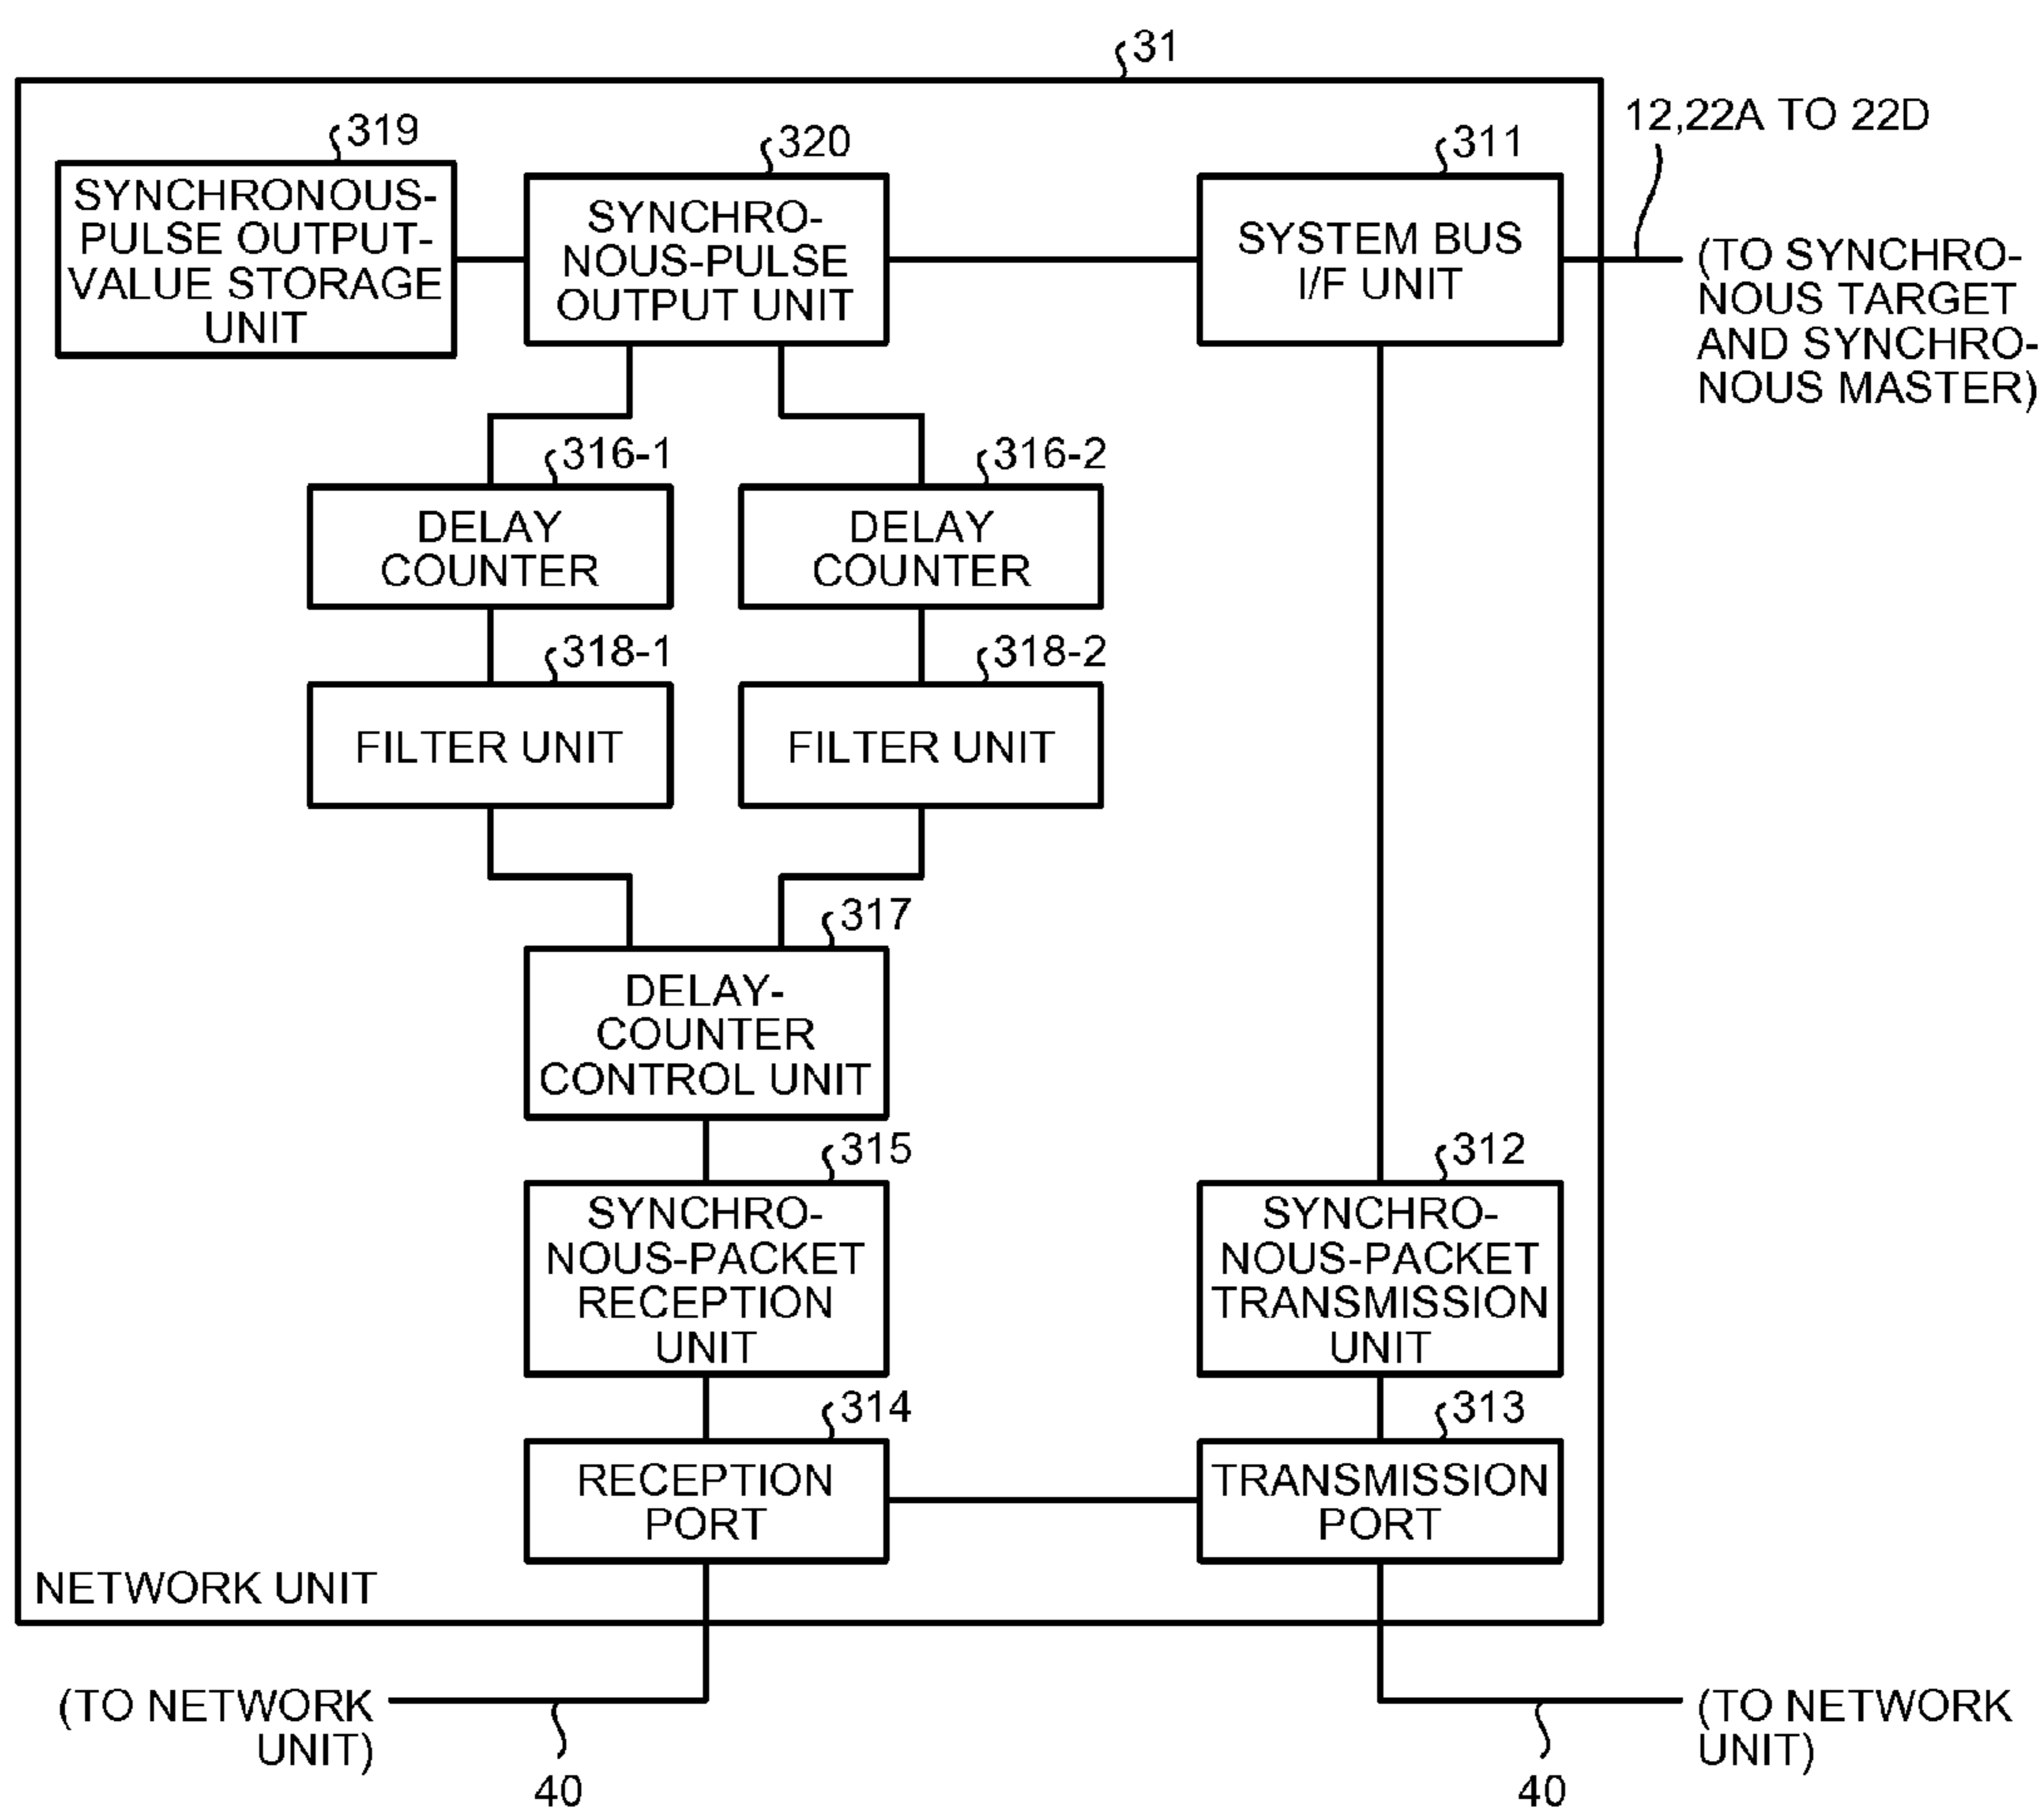 31
12,22A TO 22D
319
320
311
SYNCHRONOUS-
PULSE OUTPUT-
VALUE STORAGE
UNIT
SYNCHRO-
NOUS-PULSE
OUTPUT UNIT
SYSTEM BUS
I/F UNIT
(TO SYNCHRO-
NOUS TARGET
AND SYNCHRO-
NOUS MASTER)
316-1
316-2
DELAY
COUNTER
DELAY
COUNTER
318-1
318-2
FILTER UNIT
FILTER UNIT
317
DELAY-
COUNTER
CONTROL UNIT
315
312
SYNCHRO-
NOUS-PACKET
RECEPTION
UNIT
SYNCHRO-
NOUS-PACKET
TRANSMISSION
UNIT
314
313
RECEPTION
PORT
TRANSMISSION
PORT
NETWORK UNIT
(TO NETWORK
UNIT)
(TO NETWORK
UNIT)
40
40